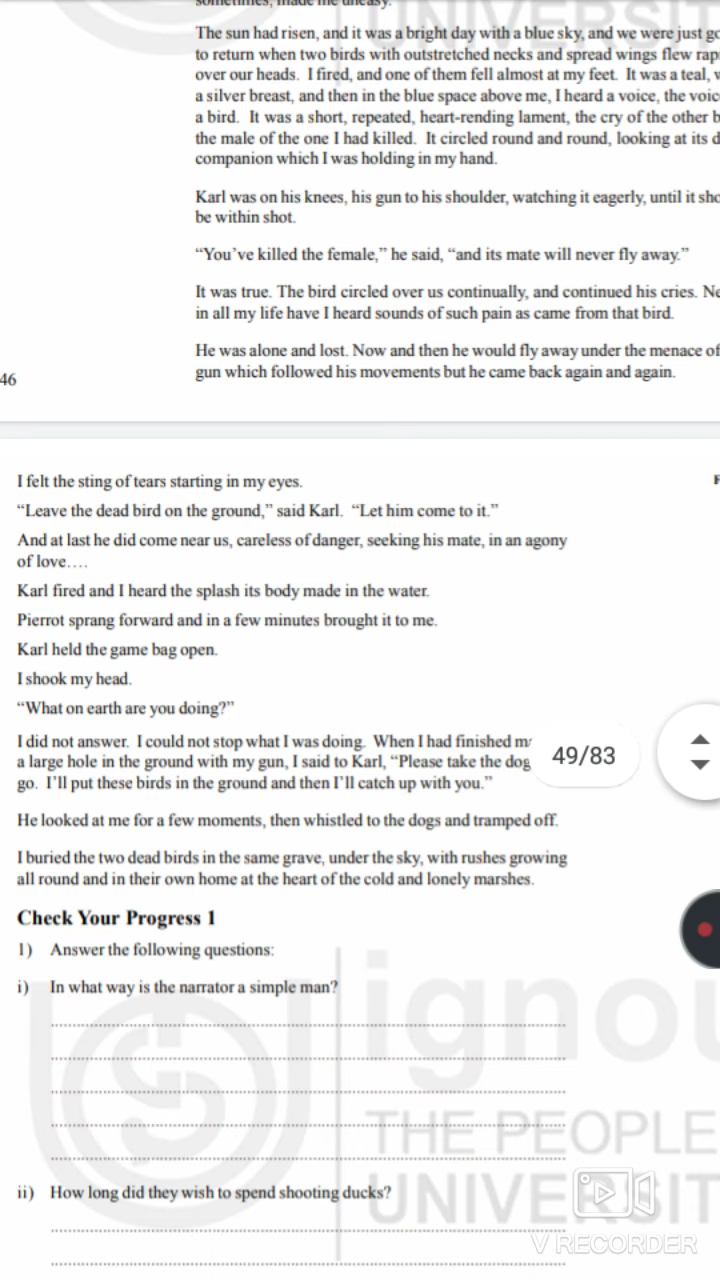 sometimes, made me uneasy.
The sun had risen, and it was a bright day with a blue sky, and we were just
to return when two birds with outstretched necks and spread wings flew
over our heads. I fired, and one of them fell almost at my feet. It was a teal,
a silver breast, and then in the blue space above me, I heard a voice, the
a bird. It was a short, repeated, heart-rending lament, the cry of the other
the male of the one I had killed. It circled round and round, looking at its
companion which I was holding in my hand.
Karl was on his knees, his gun to his shoulder, watching it eagerly, until it
be within shot.
“You’ve killed the female,” he said, “and its mate will never fly away.”
It was true. The bird circled over us continually, and continued his cries.
in all my life have I heard sounds of such pain as came from that bird.
He was alone and lost. Now and then he would fly away under the menace of
gun which followed his movements but he came back again and again.
46
I felt the sting of tears starting in my eyes.
“Leave the dead bird on the ground,” said Karl. “Let him come to it.”
And at last he did come near us, careless of danger, seeking his mate, in an agony
of love….
Karl fired and I heard the splash its body made in the water.
Pierrot sprang forward and in a few minutes brought it to me.
Karl held the game bag open.
I shook my head.
“What on earth are you doing?”
I did not answer. I could not stop what I was doing. When I had finished
a large hole in the ground with my gun, I said to Karl, “Please take the dog
go. I’ll put these birds in the ground and then I’ll catch up with you.”
49/83
He looked at me for a few moments, then whistled to the dogs and tramped off.
I buried the two dead birds in the same grave, under the sky, with rushes growing
all round and in their own home at the heart of the cold and lonely marshes.
Check Your Progress 1
1) Answer the following questions:
i) In what way is the narrator a simple man?
ii) How long did they wish to spend shooting ducks?
ignou
THE PEOPLE
UNIVERSIT
V RECORDER